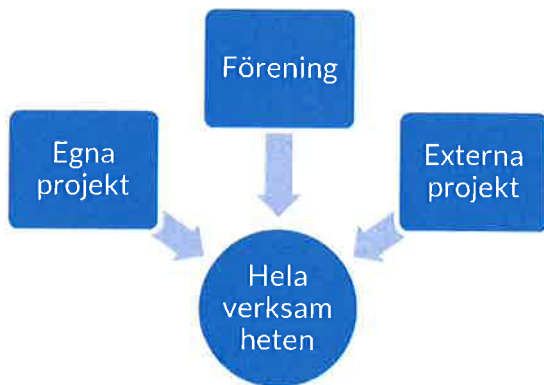 Förening
Egna
projekt
Externa
projekt
Hela
verksam
heten